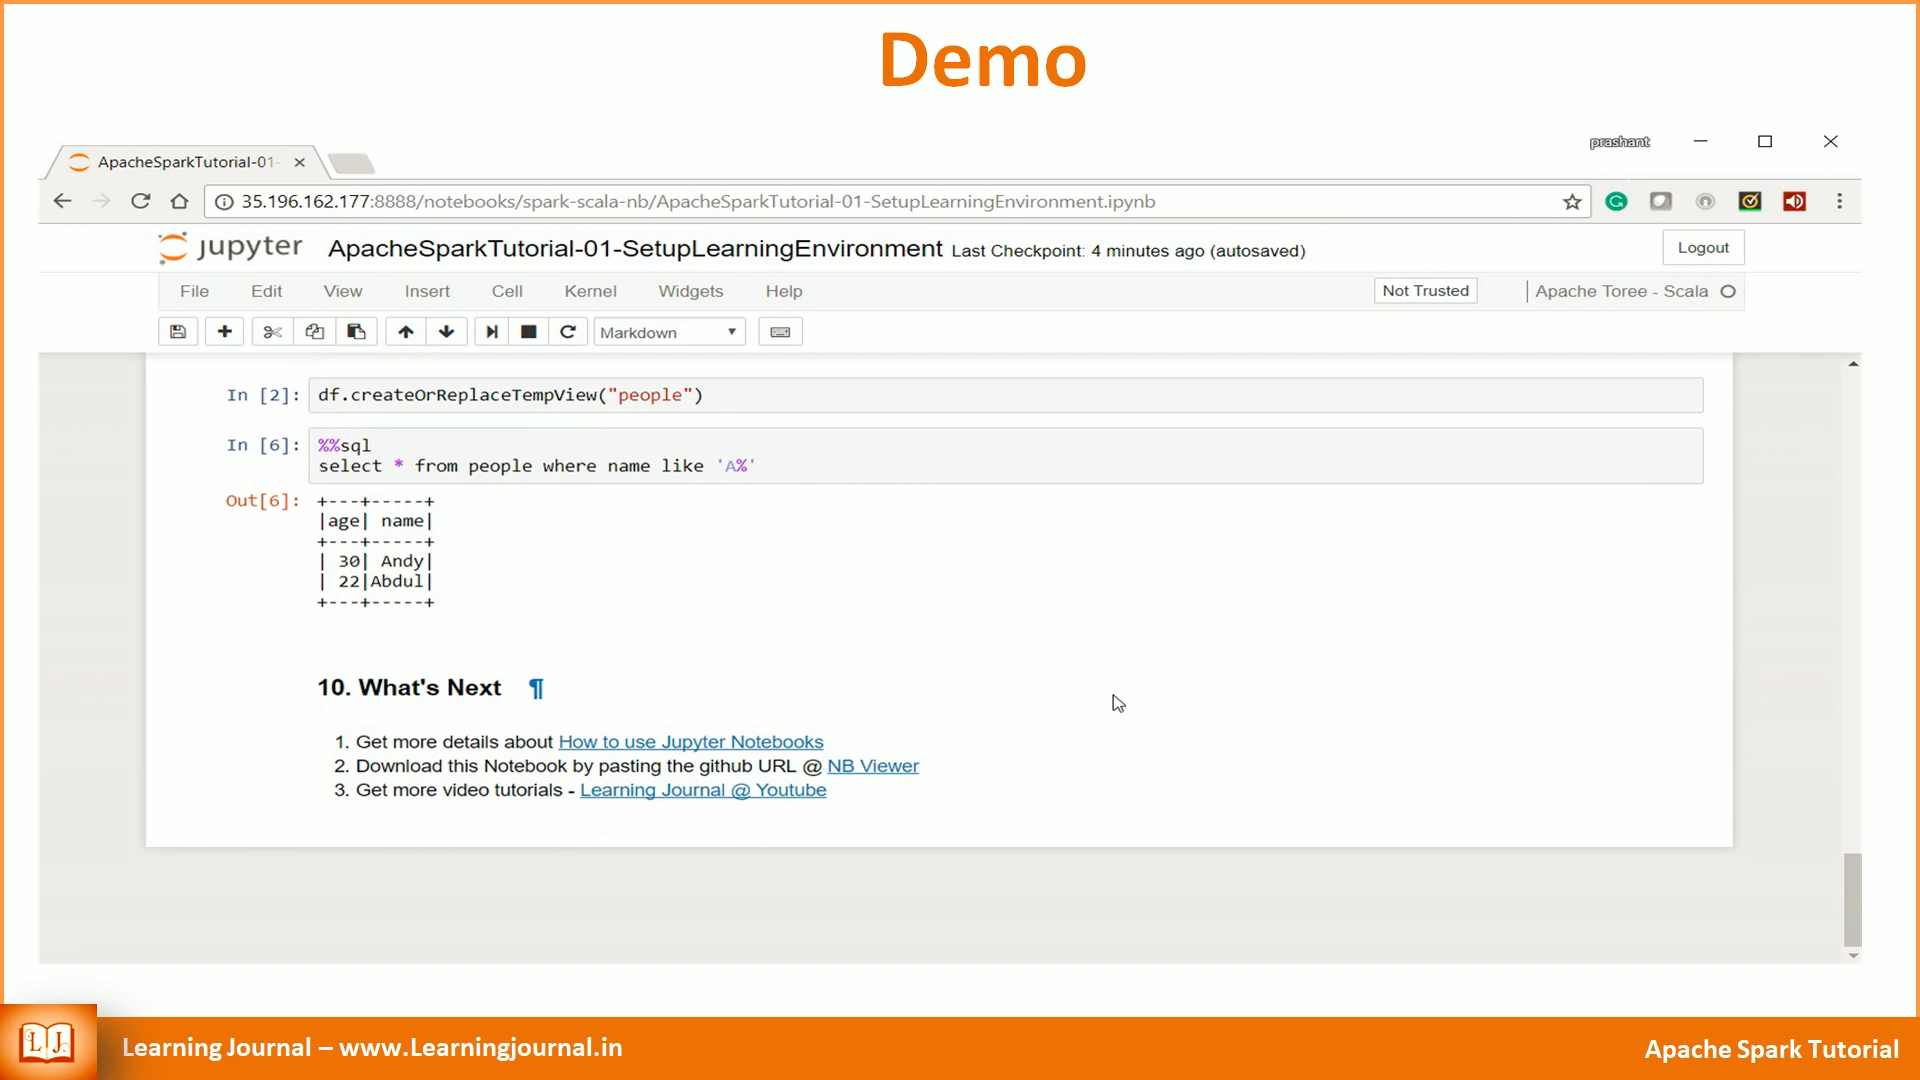 Demo
prashant
ApacheSparkTutorial-01-
35.196.162.177:8888/notebooks/spark-scala-nb/ApacheSparkTutorial-01-SetupLearningEnvironment.ipynb
jupyter ApacheSparkTutorial-01-SetupLearningEnvironment Last Checkpoint: 4 minutes ago (autosaved) Logout
File Edit View Insert Cell Kernel Widgets Help Not Trusted Apache Toree - Scala
Markdown
In [2]: df.createOrReplaceTempView("people")
In [6]: %%sql
select * from people where name like 'A%'
Out[6]: +---+-----+
|age| name|
+---+-----+
| 30| Andy|
| 22|Abdul|
+---+-----+
10. What's Next ¶
1. Get more details about How to use Jupyter Notebooks
2. Download this Notebook by pasting the github URL @ NB Viewer
3. Get more video tutorials - Learning Journal @ Youtube
LJ
Learning Journal – www.Learningjournal.in
Apache Spark Tutorial